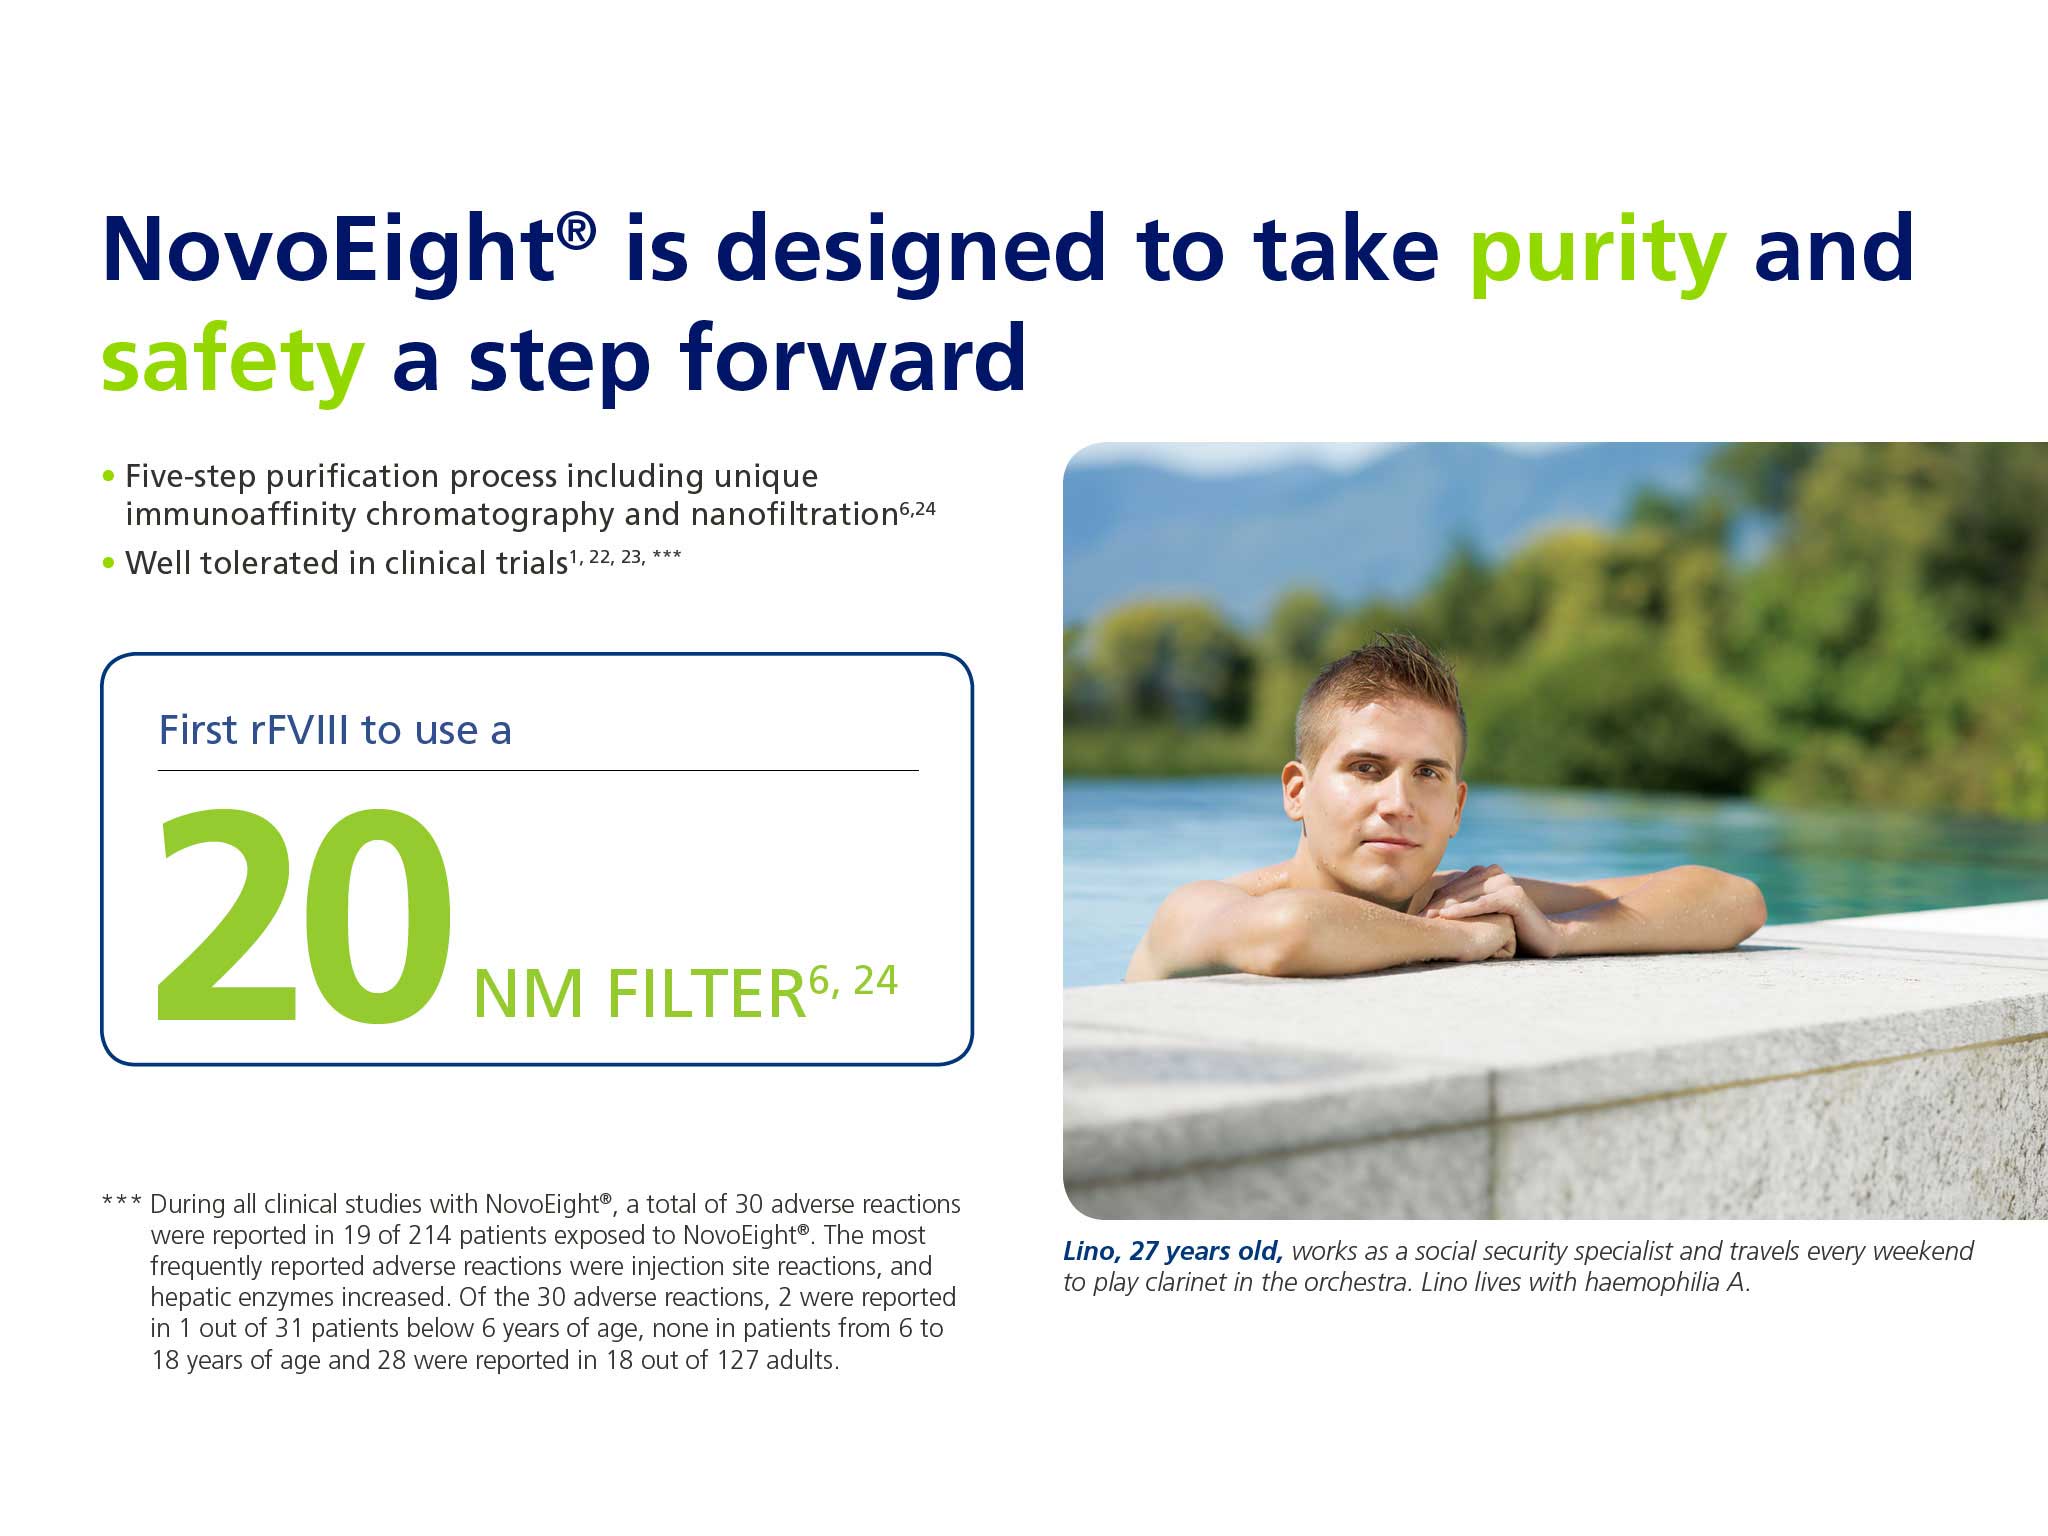 NovoEight® is designed to take purity and
safety a step forward
• Five-step purification process including unique
immunoaffinity chromatography and nanofiltration6,24
• Well tolerated in clinical trials1, 22, 23, ***
First rFVIII to use a
20 NM FILTER6, 24
*** During all clinical studies with NovoEight®, a total of 30 adverse reactions
were reported in 19 of 214 patients exposed to NovoEight®. The most
frequently reported adverse reactions were injection site reactions, and
hepatic enzymes increased. Of the 30 adverse reactions, 2 were reported
in 1 out of 31 patients below 6 years of age, none in patients from 6 to
18 years of age and 28 were reported in 18 out of 127 adults.
Lino, 27 years old, works as a social security specialist and travels every weekend
to play clarinet in the orchestra. Lino lives with haemophilia A.